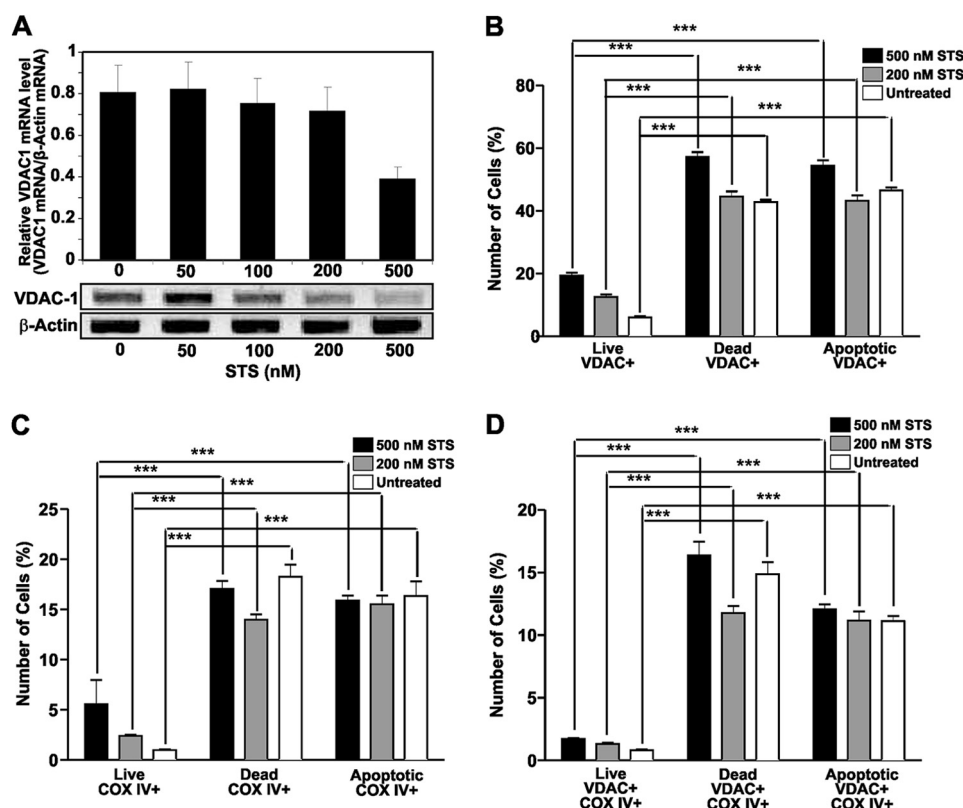 A
Relative VDAC1 mRNA level
(VDAC1 mRNA/β-Actin mRNA)
1
0.8
0.6
0.4
0.2
0
0 50 100 200 500
VDAC-1
β-Actin
0 50 100 200 500
STS (nM)
B
***
***
***
***
***
***
500 nM STS
200 nM STS
Untreated
Number of Cells (%)
80
60
40
20
0
Live Dead Apoptotic
VDAC+ VDAC+ VDAC+
C
500 nM STS
200 nM STS
Untreated
***
***
***
***
***
***
Number of Cells (%)
25
20
15
10
5
0
Live Dead Apoptotic
COX IV+ COX IV+ COX IV+
D
500 nM STS
200 nM STS
Untreated
***
***
***
***
***
***
Number of Cells (%)
20
15
10
5
0
Live Dead Apoptotic
VDAC+ VDAC+ VDAC+
COX IV+ COX IV+ COX IV+